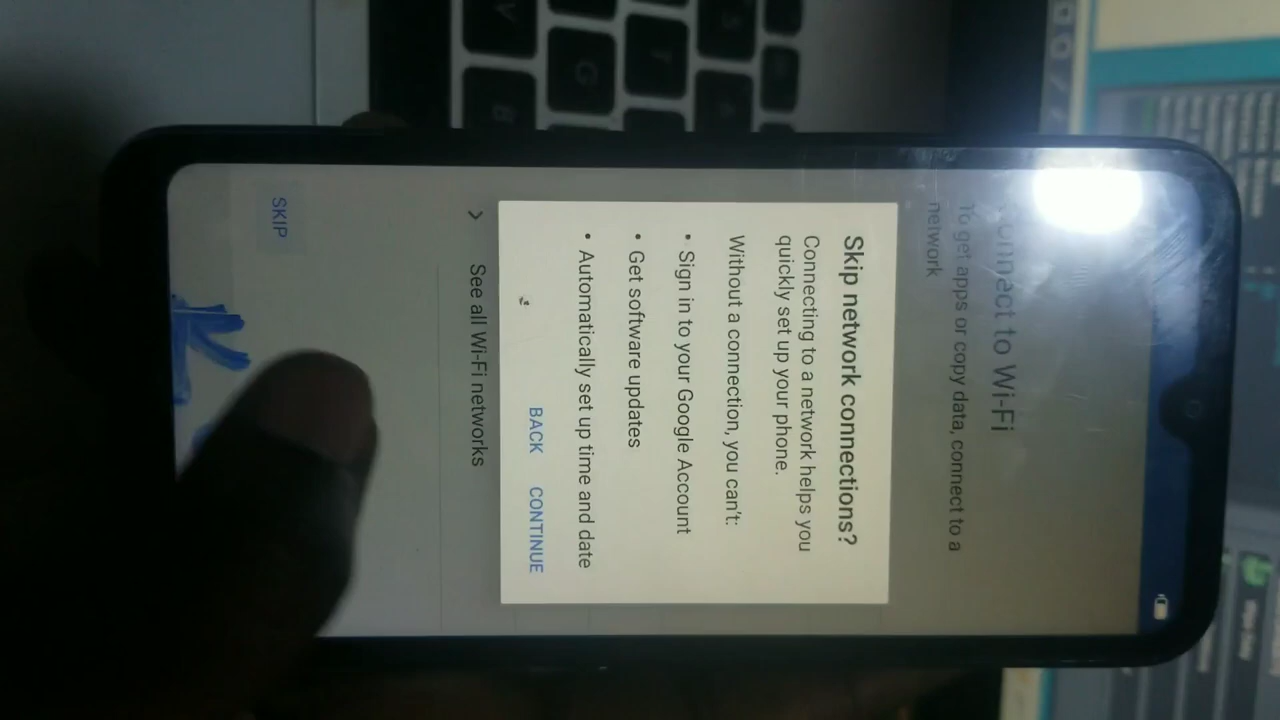 Connect to Wi-Fi
To get apps or copy data, connect to a
network
Skip network connections?
Connecting to a network helps you
quickly set up your phone.
Without a connection, you can't:
• Sign in to your Google Account
• Get software updates
• Automatically set up time and date
BACK CONTINUE
See all Wi-Fi networks
SKIP